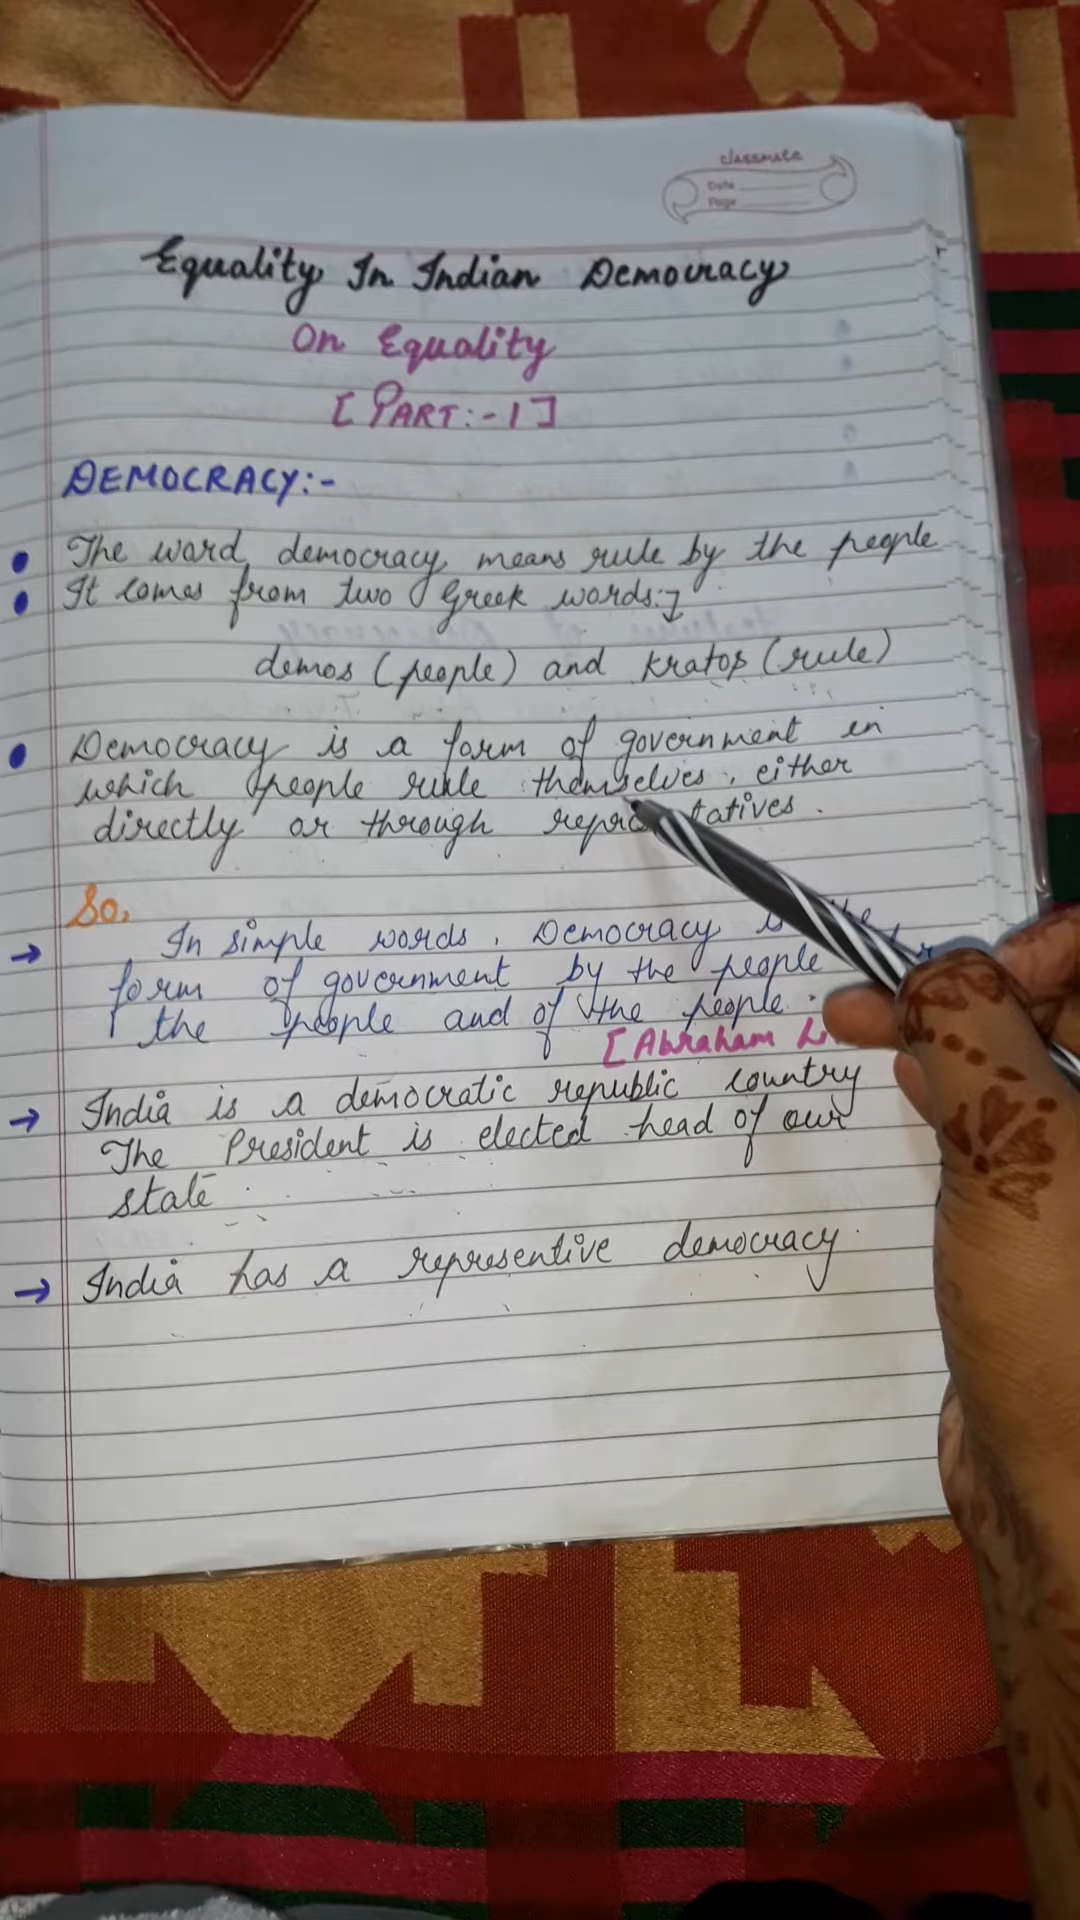 classmate
Date
Page
Equality In Indian Democracy
On Equality
[PART:-1]
DEMOCRACY:-
• The word democracy means rule by the people
• It comes from two Greek words:-
demos (people) and kratos (rule)
• Democracy is a form of government in
which people rule themselves, either
directly or through representatives.
So,
→ In simple words, Democracy is the
form of government by the people
the people and of the people.
[Abraham
→ India is a democratic republic country
The President is elected head of our
state.
→ India has a representive democracy.